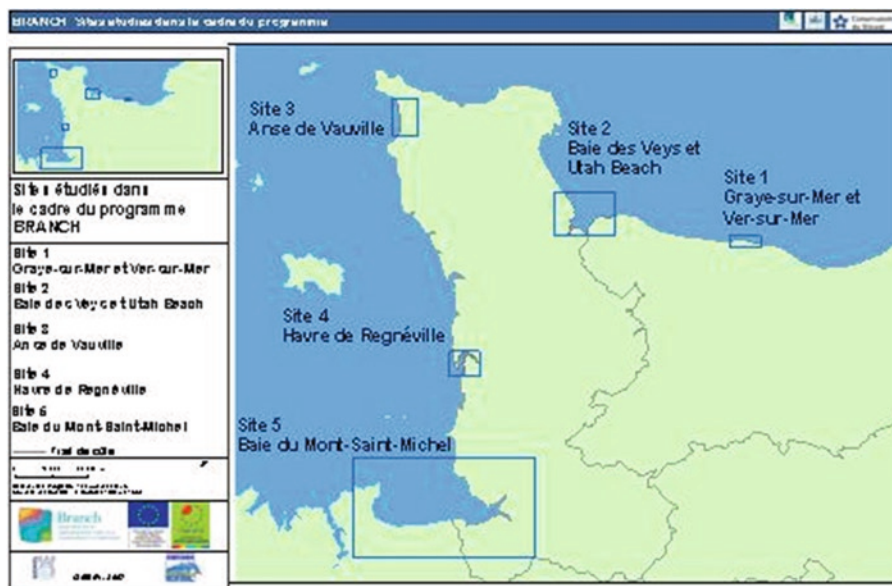 BRANCH Sites étudiés dans le cadre du programme
Sites étudiés dans
le cadre du programme
BRANCH
Site 1
Graye-sur-Mer et Ver-sur-Mer
Site 2
Baie des Veys et Utah Beach
Site 3
Anse de Vauville
Site 4
Havre de Regnéville
Site 5
Baie du Mont-Saint-Michel
Trait de côte
Branch
Site 3
Anse de Vauville
Site 2
Baie des Veys et
Utah Beach
Site 1
Graye-sur-Mer et
Ver-sur-Mer
Site 4
Havre de Regnéville
Site 5
Baie du Mont-Saint-Michel